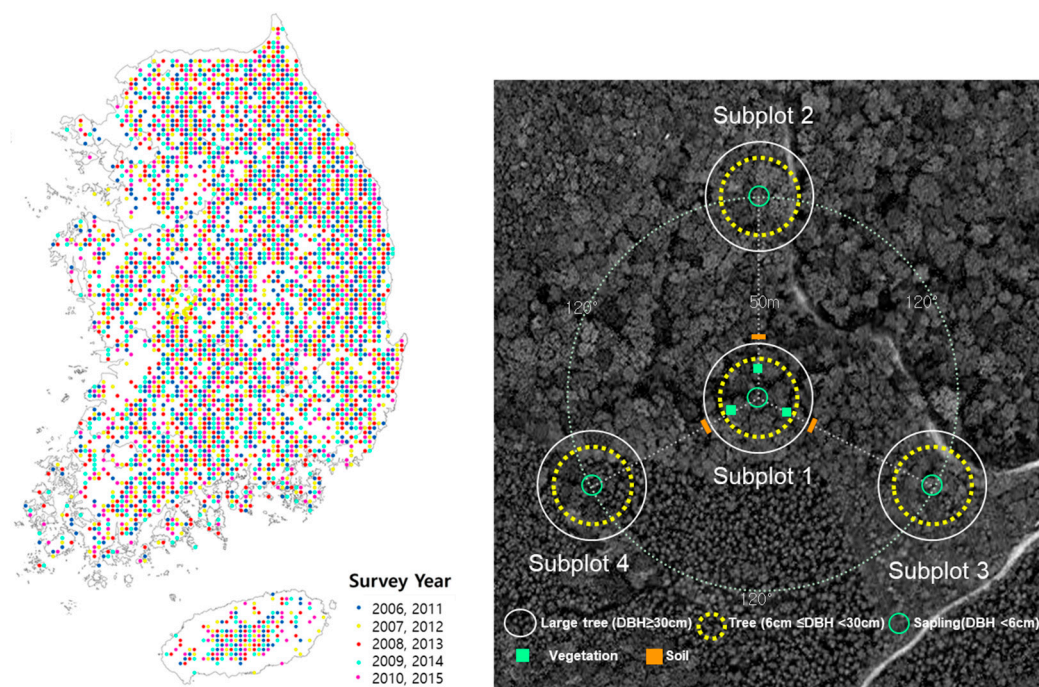 Survey Year
2006, 2011
2007, 2012
2008, 2013
2009, 2014
2010, 2015
Subplot 2
120°
50m
120°
Subplot 1
Subplot 4
Subplot 3
120°
Large tree (DBH≥30cm)
Tree (6cm ≤DBH <30cm)
Sapling(DBH <6cm)
Vegetation
Soil